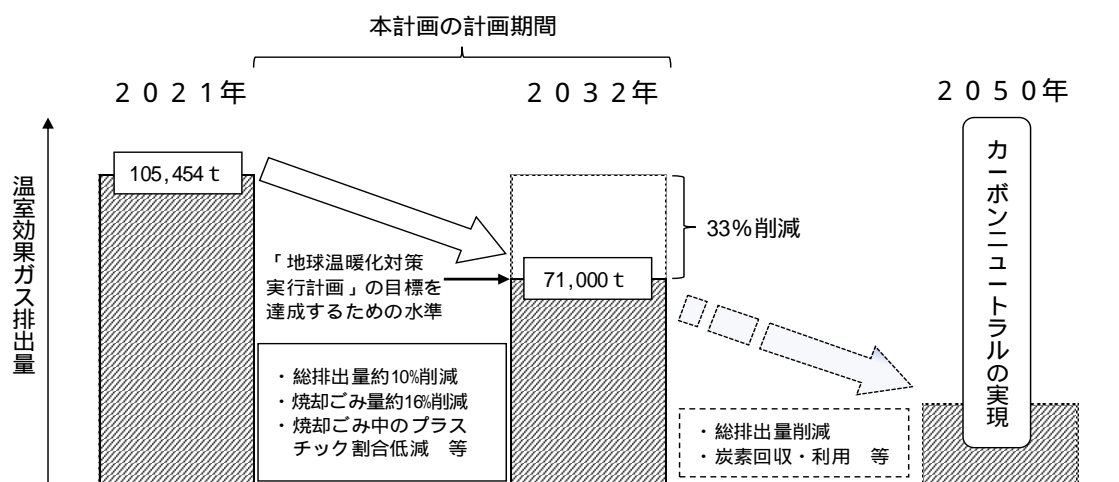 本計画の計画期間
２０２１年
２０３２年
２０５０年
温室効果ガス排出量
105,454ｔ
71,000ｔ
33%削減
「地球温暖化対策
実行計画」の目標を
達成するための水準
・総排出量約10%削減
・焼却ごみ量約16%削減
・焼却ごみ中のプラス
チック割合低減　等
・総排出量削減
・炭素回収・利用　等
カーボンニュートラルの実現